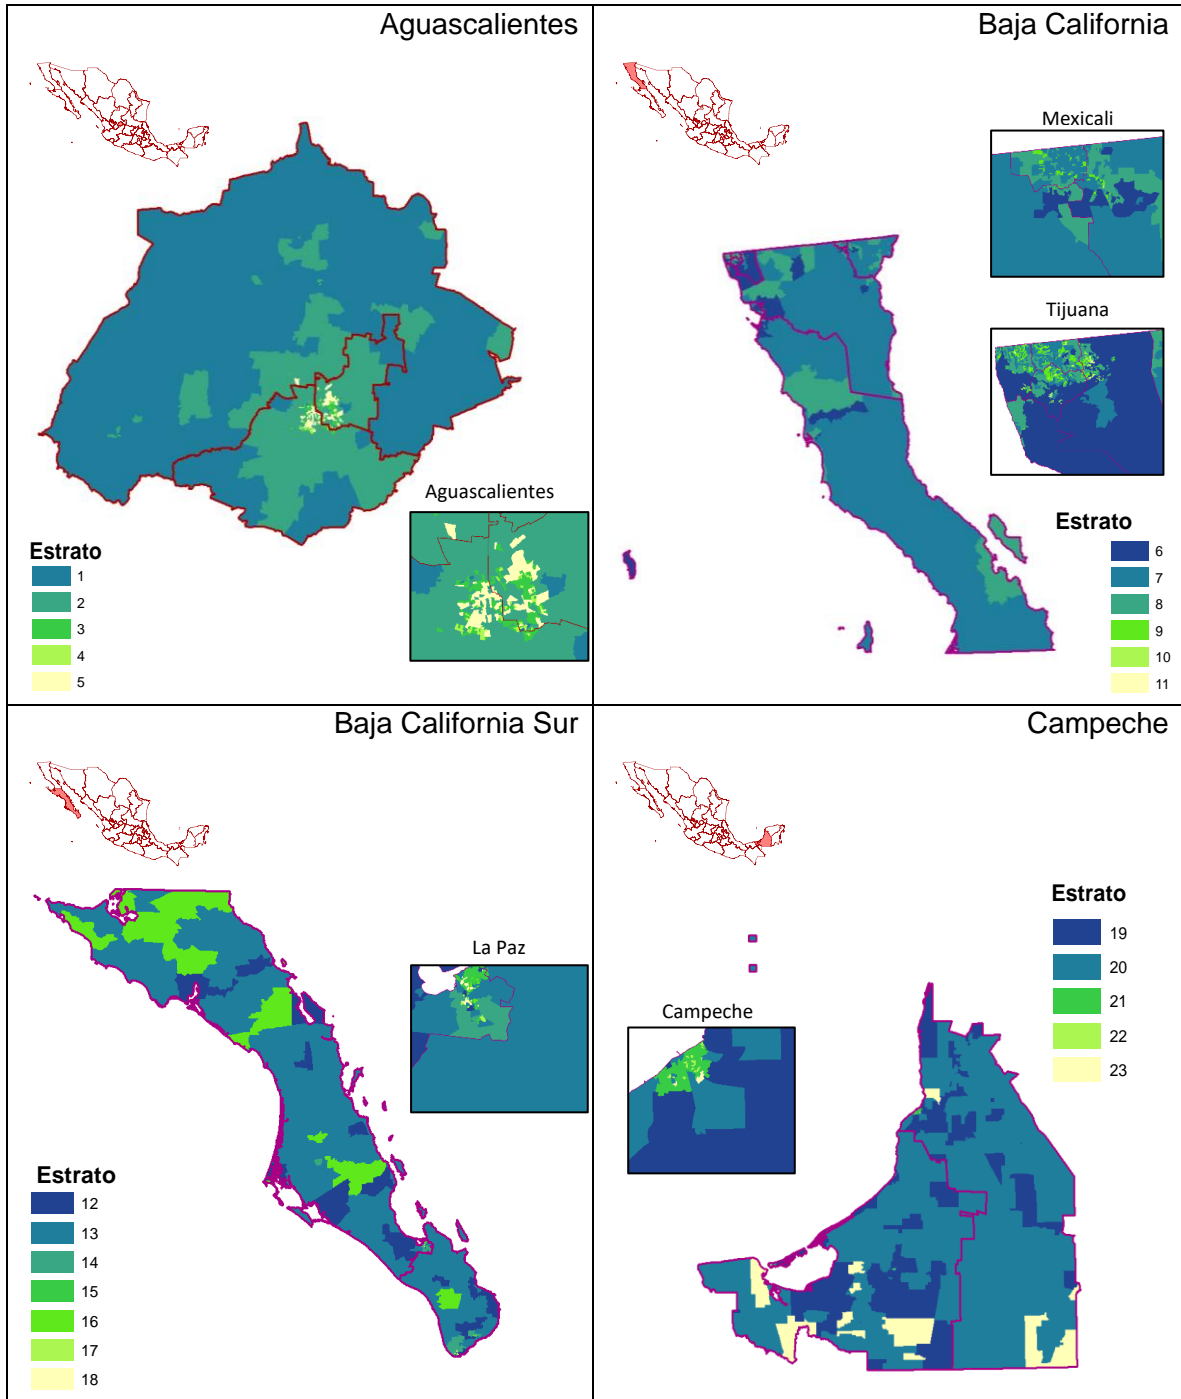 Aguascalientes
Aguascalientes
Estrato
1
2
3
4
5
Baja California
Mexicali
Tijuana
Estrato
6
7
8
9
10
11
Baja California Sur
La Paz
Estrato
12
13
14
15
16
17
18
Campeche
Estrato
19
20
21
22
23
Campeche